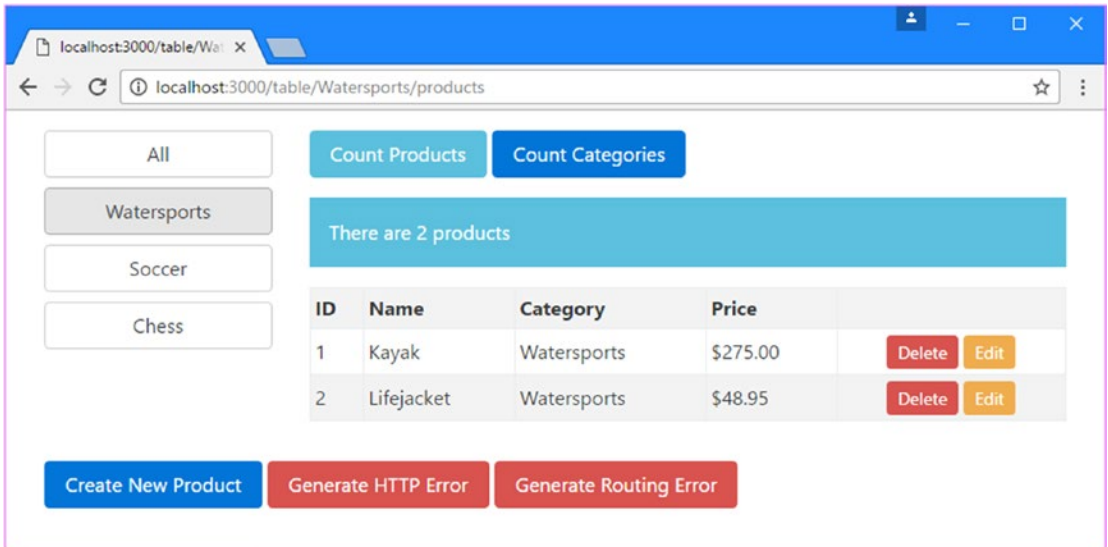 localhost:3000/table/Wat
localhost:3000/table/Watersports/products
All
Watersports
Soccer
Chess
Count Products Count Categories
There are 2 products
ID Name Category Price
1 Kayak Watersports $275.00 Delete Edit
2 Lifejacket Watersports $48.95 Delete Edit
Create New Product Generate HTTP Error Generate Routing Error